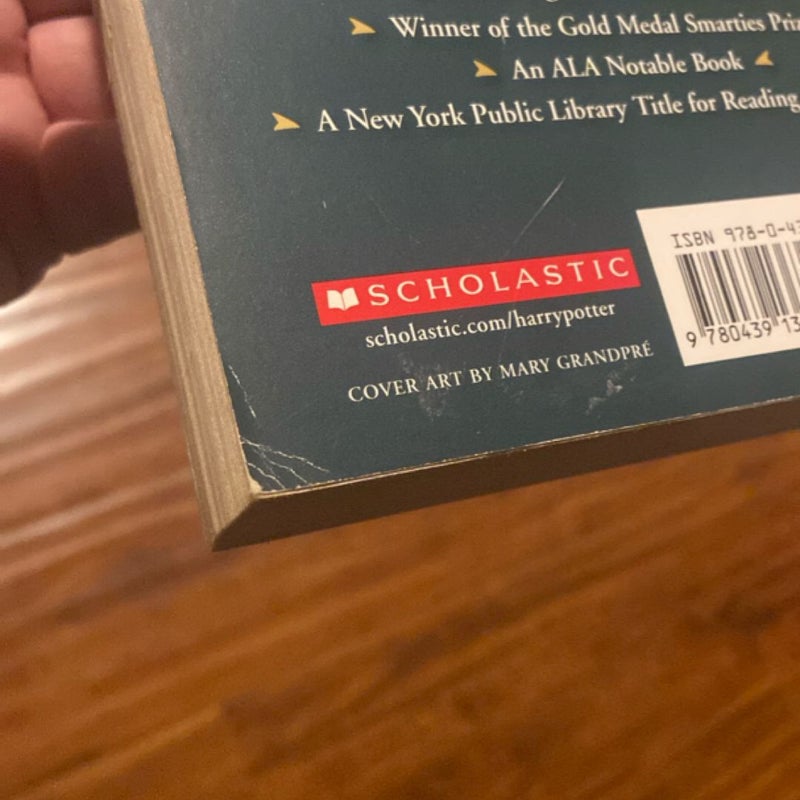 Winner of the Gold Medal Smarties
An ALA Notable Book
A New York Public Library Title for Reading
ISBN 978-0-43
SCHOLASTIC
scholastic.com/harrypotter
9 780439 13
COVER ART BY MARY GRANDPRÉ